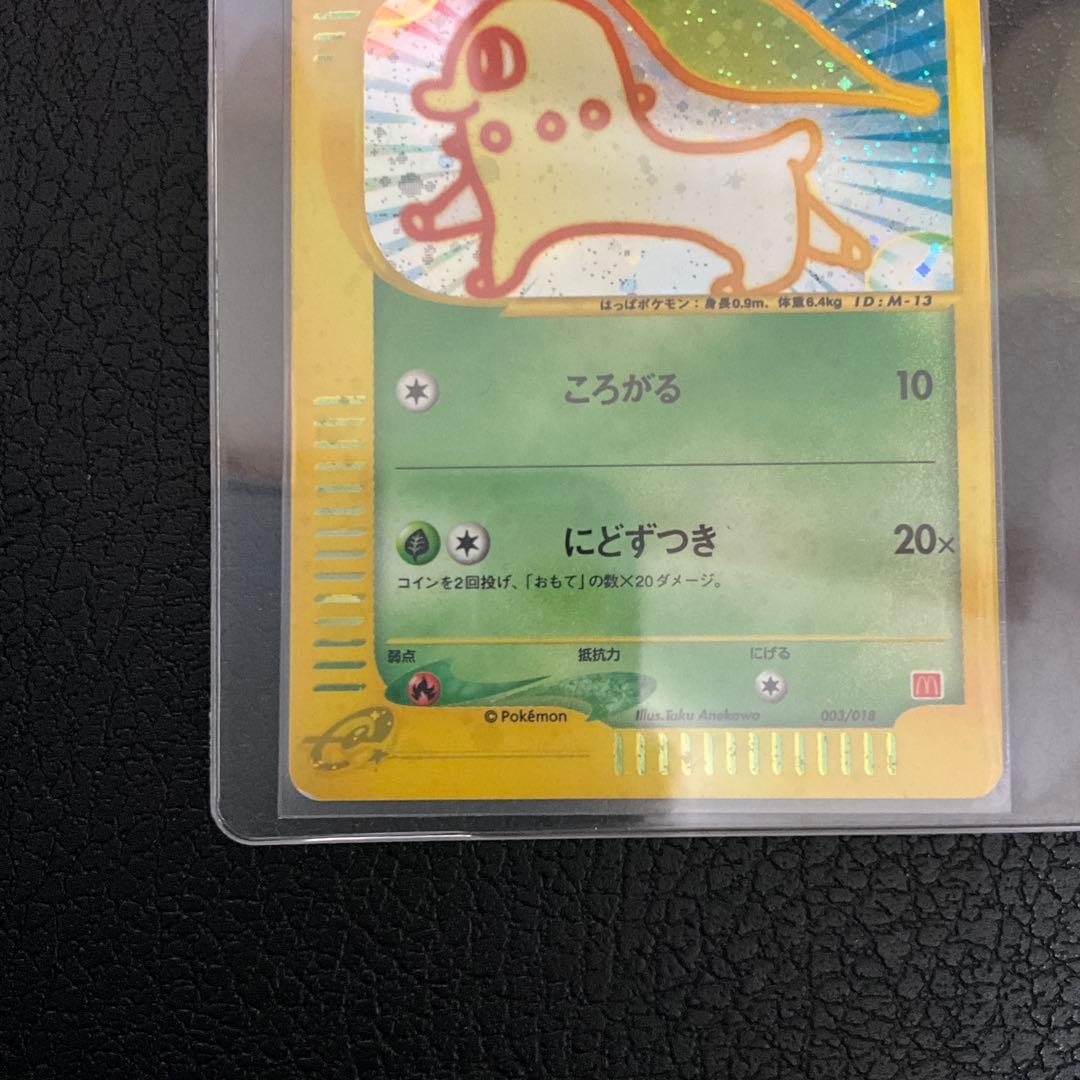 はっぱポケモン：身長0.9m、体重6.4kg ID:M-13
ころがる 10
にどずつき 20×
コインを2回投げ、「おもて」の数×20ダメージ。
弱点 抵抗力 にげる
©Pokémon Illus.Taku Anekawa 003/018